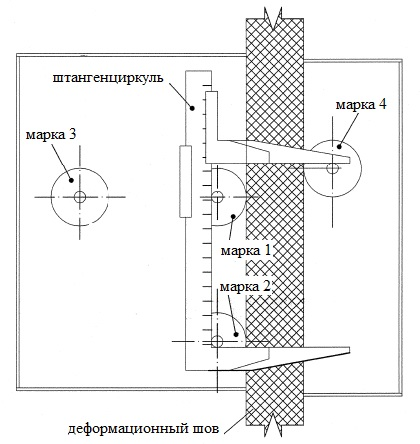 штангенциркуль
марка 4
марка 3
марка 1
марка 2
деформационный шов